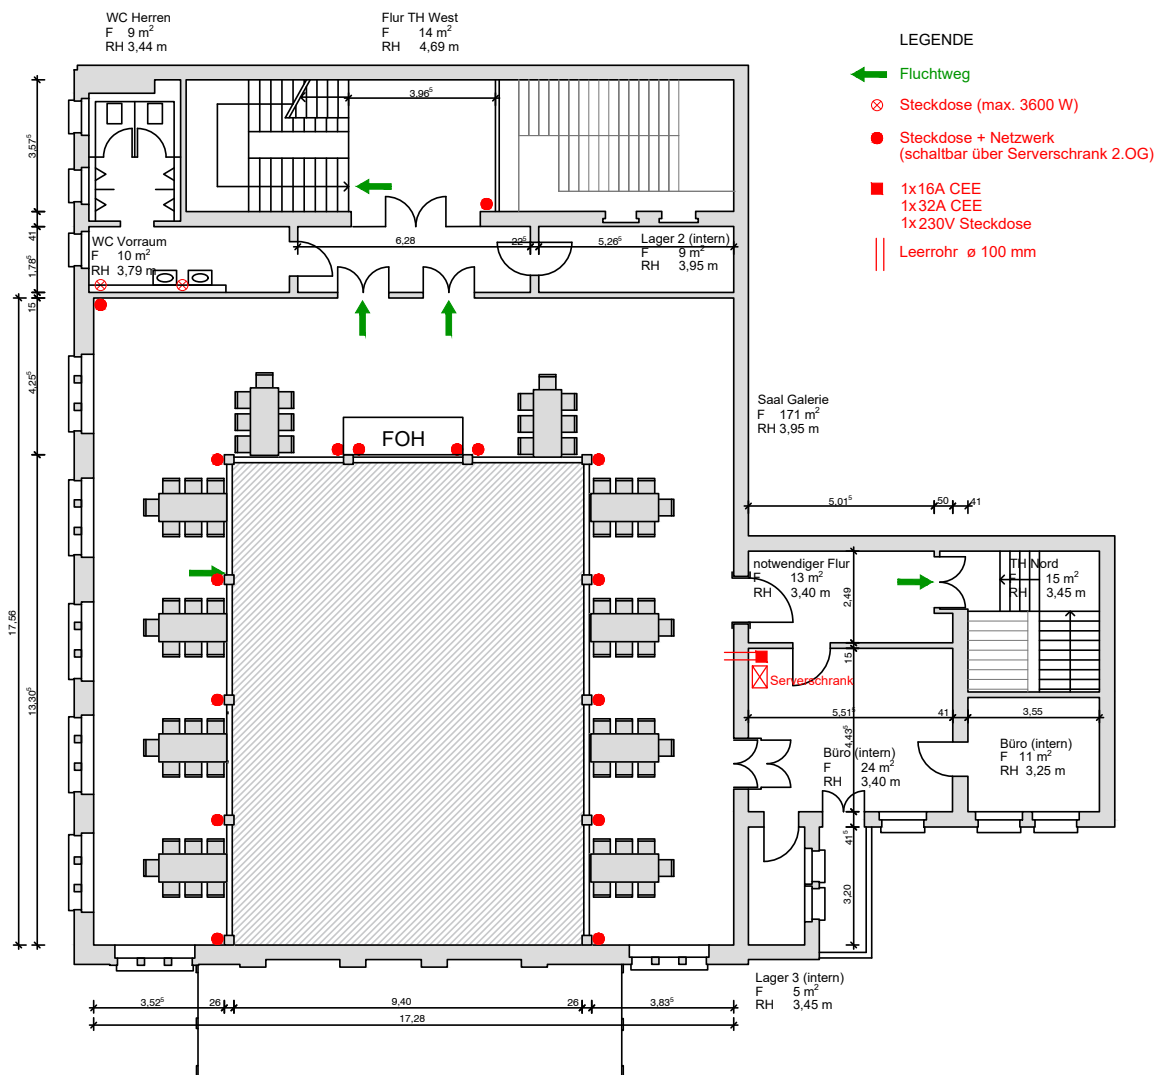 WC Herren
F 9 m²
RH 3,44 m
Flur TH West
F 14 m²
RH 4,69 m
LEGENDE
Fluchtweg
Steckdose (max. 3600 W)
Steckdose + Netzwerk
(schaltbar über Serverschrank 2.OG)
1x16A CEE
1x32A CEE
1x230V Steckdose
Leerrohr ø 100 mm
3,96⁵
3,57⁵
41
1,78⁵
15
4,25⁵
13,30⁵
17,56
WC Vorraum
F 10 m²
RH 3,79 m
6,28
22⁵
5,26⁵
Lager 2 (intern)
F 9 m²
RH 3,95 m
FOH
Saal Galerie
F 171 m²
RH 3,95 m
5,01⁵
50
41
notwendiger Flur
F 13 m²
RH 3,40 m
2,49
TH Nord
F 15 m²
RH 3,45 m
15
Serverschrank
5,51⁵
41
3,55
4,43⁵
Büro (intern)
F 24 m²
RH 3,40 m
Büro (intern)
F 11 m²
RH 3,25 m
41⁵
3,20
Lager 3 (intern)
F 5 m²
RH 3,45 m
3,52⁵
26
9,40
26
3,83⁵
17,28